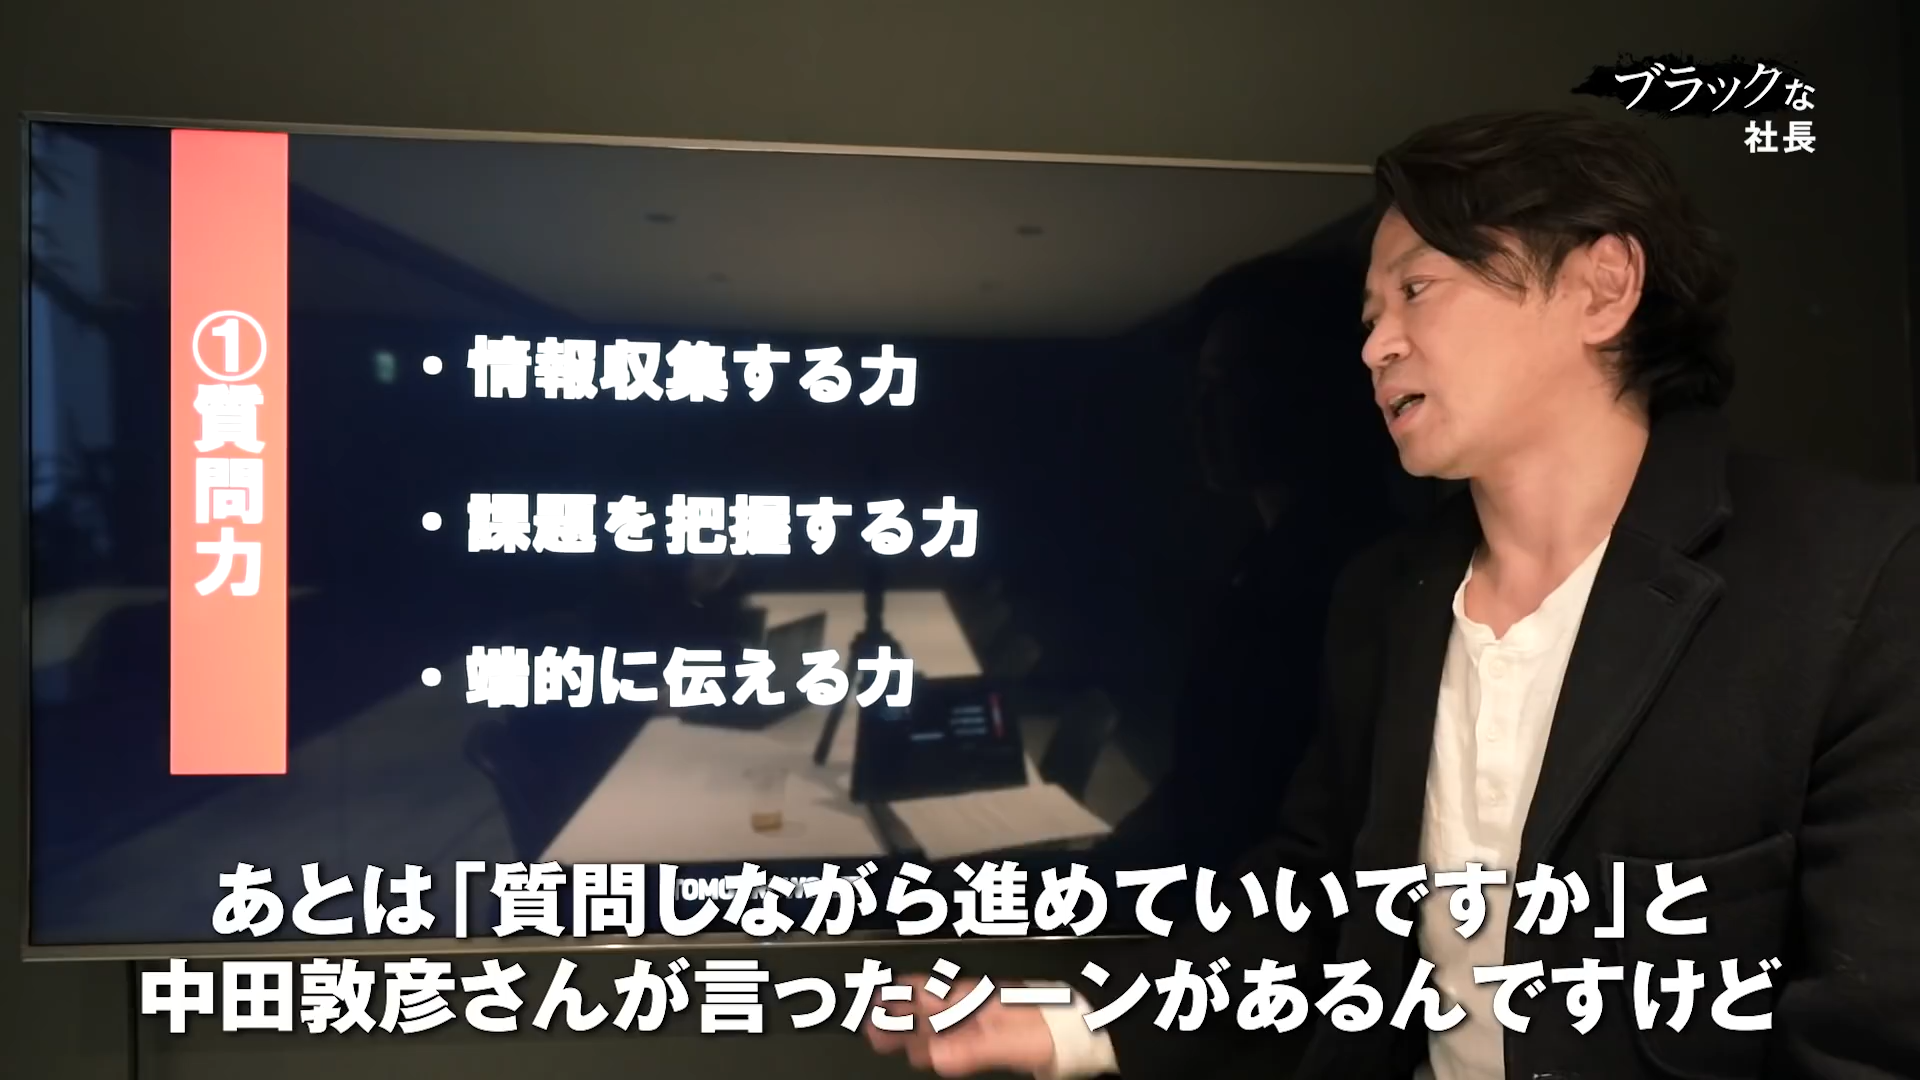 ブラックな
社長
①質問力
・情報収集する力
・課題を把握する力
・端的に伝える力
あとは「質問しながら進めていいですか」と
中田敦彦さんが言ったシーンがあるんですけど